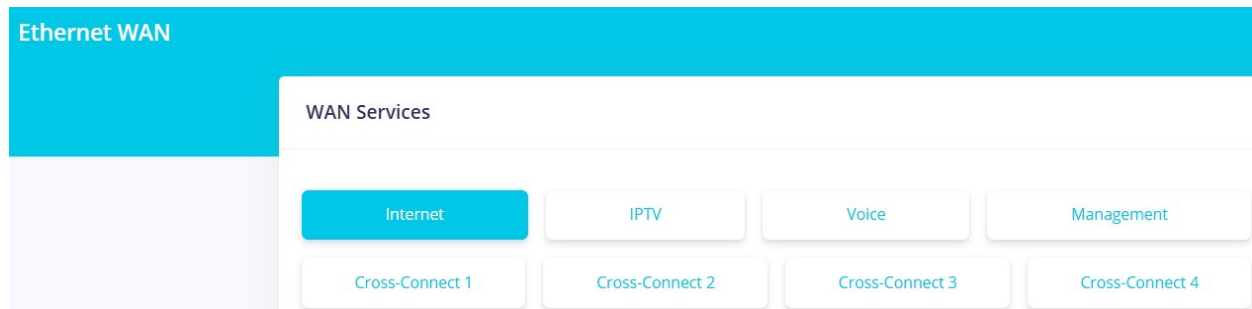 Ethernet WAN
WAN Services
Internet IPTV Voice Management
Cross-Connect 1 Cross-Connect 2 Cross-Connect 3 Cross-Connect 4